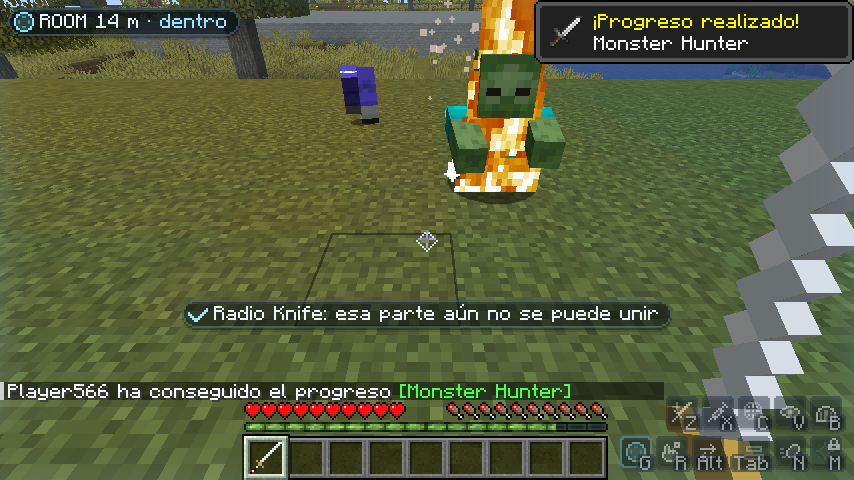 ROOM 14 m · dentro
¡Progreso realizado!
Monster Hunter
Radio Knife: esa parte aún no se puede unir
Player566 ha conseguido el progreso [Monster Hunter]
Z X C V B
G R Alt Tab N M